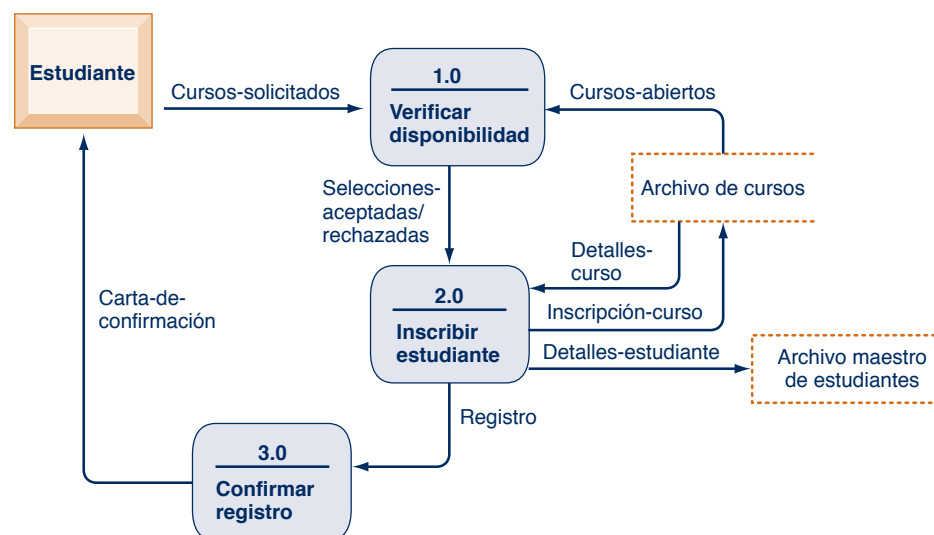 Estudiante
Cursos-solicitados
1.0
Verificar
disponibilidad
Cursos-abiertos
Archivo de cursos
Selecciones-
aceptadas/
rechazadas
Detalles-
curso
2.0
Inscribir
estudiante
Inscripción-curso
Detalles-estudiante
Archivo maestro
de estudiantes
Carta-de-
confirmación
Registro
3.0
Confirmar
registro